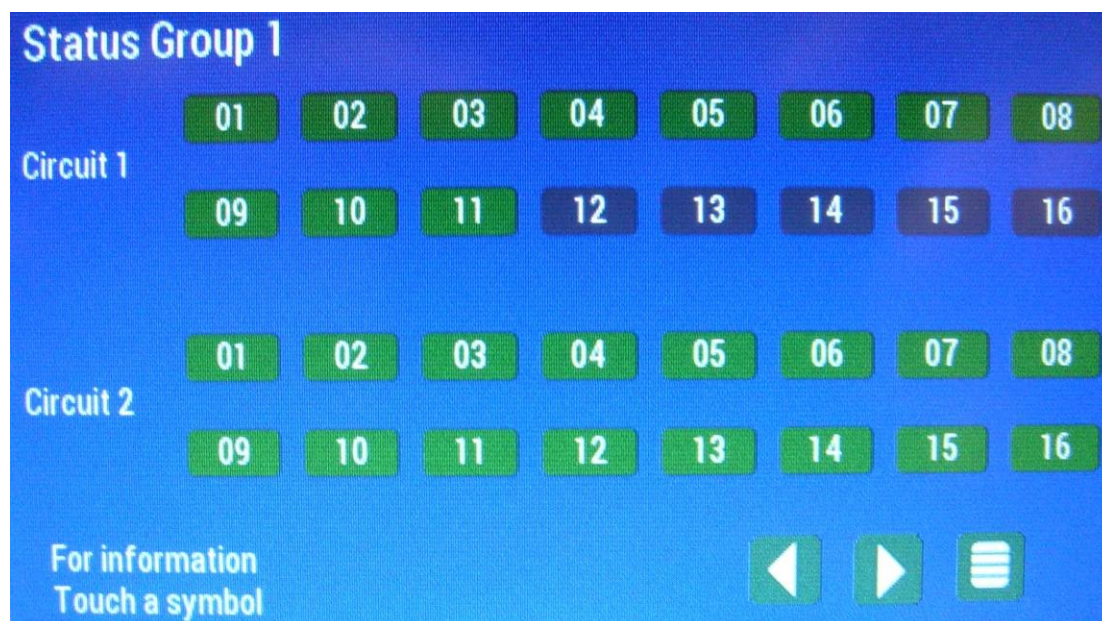 Status Group 1
01 02 03 04 05 06 07 08
Circuit 1
09 10 11 12 13 14 15 16
01 02 03 04 05 06 07 08
Circuit 2
09 10 11 12 13 14 15 16
For information
Touch a symbol